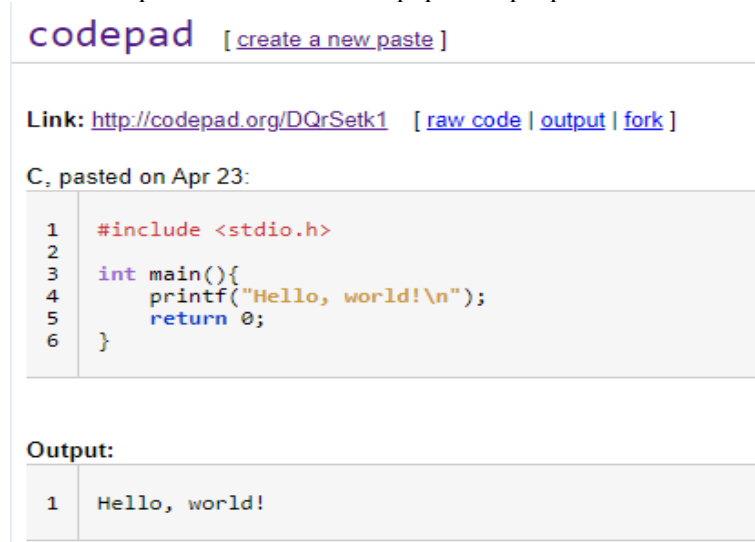 codepad [ create a new paste ]
Link: http://codepad.org/DQrSetk1 [ raw code | output | fork ]
C, pasted on Apr 23:
1 #include <stdio.h>
2
3 int main(){
4     printf("Hello, world!\n");
5     return 0;
6 }
Output:
1 Hello, world!